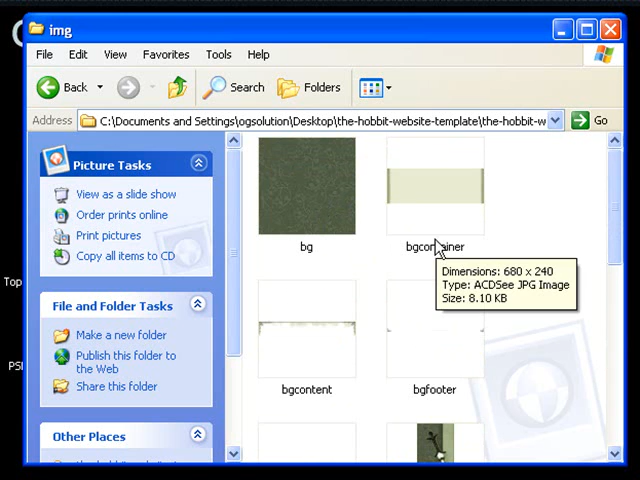 img
File Edit View Favorites Tools Help
Back Search Folders
Address C:\Documents and Settings\ogsolution\Desktop\the-hobbit-website-template\the-hobbit-w Go
Picture Tasks
View as a slide show
Order prints online
Print pictures
Copy all items to CD
File and Folder Tasks
Make a new folder
Publish this folder to
the Web
Share this folder
Other Places
bg
bgcontainer
Dimensions: 680 x 240
Type: ACDSee JPG Image
Size: 8.10 KB
bgcontent
bgfooter
Top
PSI